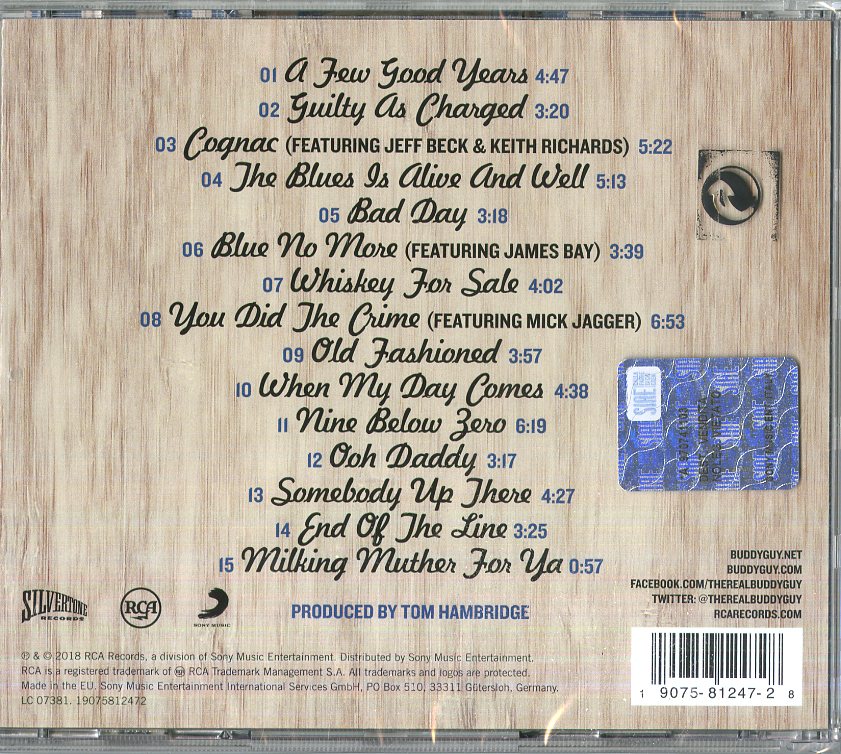 01 A Few Good Years 4:47
02 Guilty As Charged 3:20
03 Cognac (FEATURING JEFF BECK & KEITH RICHARDS) 5:22
04 The Blues Is Alive And Well 5:13
05 Bad Day 3:18
06 Blue No More (FEATURING JAMES BAY) 3:39
07 Whiskey For Sale 4:02
08 You Did The Crime (FEATURING MICK JAGGER) 6:53
09 Old Fashioned 3:57
10 When My Day Comes 4:38
11 Nine Below Zero 6:19
12 Ooh Daddy 3:17
13 Somebody Up There 4:27
14 End Of The Line 3:25
15 Milking Muther For Ya 0:57
SIAE
BUDDYGUY.NET
BUDDYGUY.COM
FACEBOOK.COM/THEREALBUDDYGUY
TWITTER: @THEREALBUDDYGUY
RCARECORDS.COM
SILVERTONE
RECORDS
RCA
SONY MUSIC
PRODUCED BY TOM HAMBRIDGE
℗ & © 2018 RCA Records, a division of Sony Music Entertainment. Distributed by Sony Music Entertainment.
RCA is a registered trademark of ® RCA Trademark Management S.A. All trademarks and logos are protected.
Made in the EU. Sony Music Entertainment International Services GmbH, PO Box 510, 33311 Gütersloh, Germany.
LC 07381. 19075812472
1 9075-81247-2 8